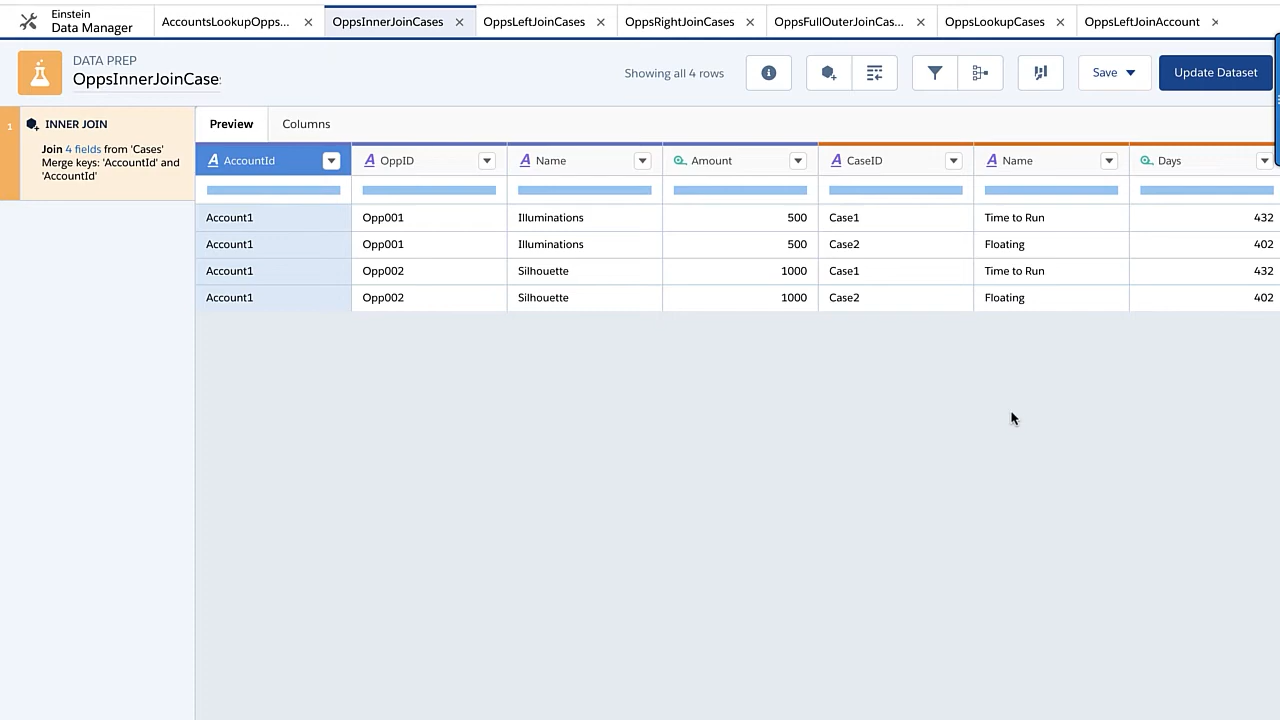 Einstein
Data Manager
AccountsLookupOpps...
OppsInnerJoinCases
OppsLeftJoinCases
OppsRightJoinCases
OppsFullOuterJoinCas...
OppsLookupCases
OppsLeftJoinAccount
DATA PREP
OppsInnerJoinCase
Showing all 4 rows
Save
Update Dataset
1
INNER JOIN
Join 4 fields from 'Cases'
Merge keys: 'AccountId' and
'AccountId'
Preview Columns
A AccountId A OppID A Name Amount A CaseID A Name Days
Account1 Opp001 Illuminations 500 Case1 Time to Run 432
Account1 Opp001 Illuminations 500 Case2 Floating 402
Account1 Opp002 Silhouette 1000 Case1 Time to Run 432
Account1 Opp002 Silhouette 1000 Case2 Floating 402